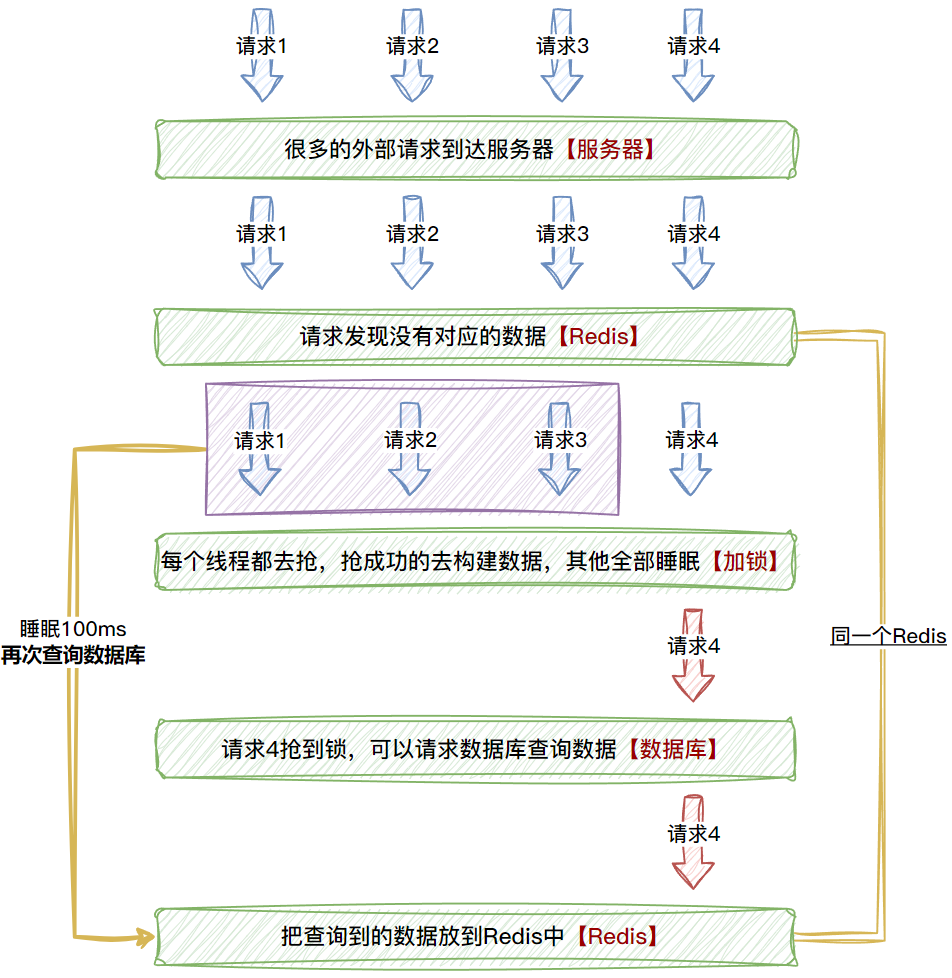 请求1 请求2 请求3 请求4
很多的外部请求到达服务器【服务器】
请求1 请求2 请求3 请求4
请求发现没有对应的数据【Redis】
请求1 请求2 请求3 请求4
每个线程都去抢，抢成功的去构建数据，其他全部睡眠【加锁】
睡眠100ms
再次查询数据库
同一个Redis
请求4
请求4抢到锁，可以请求数据库查询数据【数据库】
请求4
把查询到的数据放到Redis中【Redis】